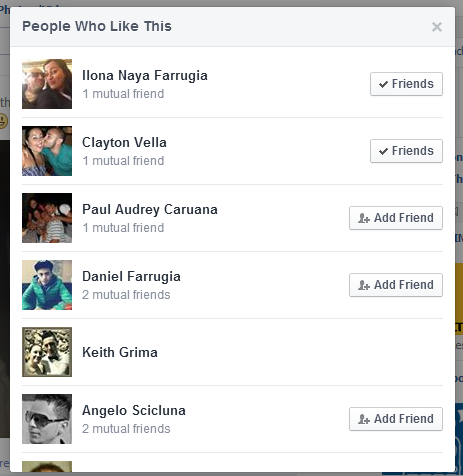 People Who Like This
Ilona Naya Farrugia
1 mutual friend
Friends
Clayton Vella
1 mutual friend
Friends
Paul Audrey Caruana
1 mutual friend
Add Friend
Daniel Farrugia
2 mutual friends
Add Friend
Keith Grima
Angelo Scicluna
2 mutual friends
Add Friend